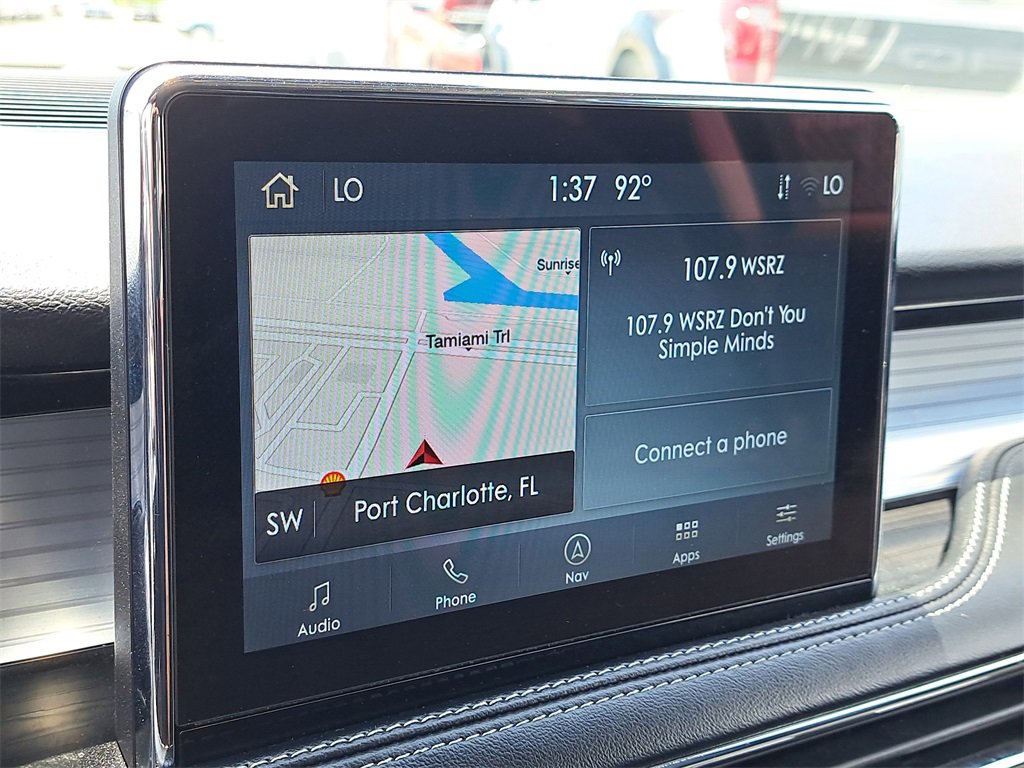 LO
1:37 92°
LO
Sunrise
Tamiami Trl
SW
Port Charlotte, FL
107.9 WSRZ
107.9 WSRZ Don't You
Simple Minds
Connect a phone
Audio
Phone
Nav
Apps
Settings